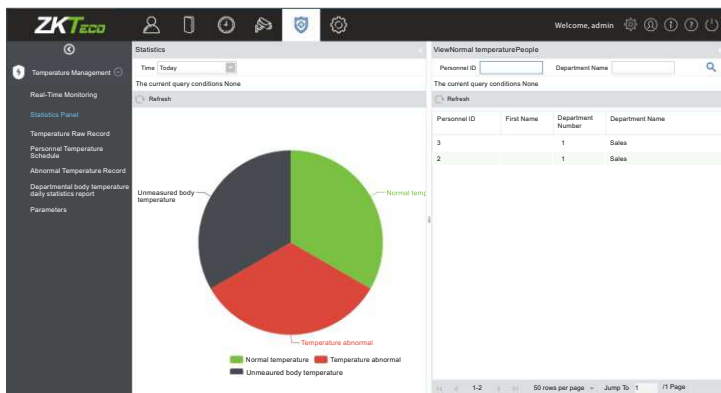 ZKTeco
Welcome, admin
Temperature Management
Real-Time Monitoring
Statistics Panel
Temperature Raw Record
Personnel Temperature
Schedule
Abnormal Temperature Record
Departmental body temperature
daily statistics report
Parameters
Statistics
Time Today
The current query conditions None
Refresh
Unmeasured body
temperature
Normal temp
Temperature abnormal
Normal temperature Temperature abnormal
Unmeaured body temperature
ViewNormal temperaturePeople
Personnel ID Department Name
The current query conditions None
Refresh
Personnel ID First Name Department
Number Department Name
3 1 Sales
2 1 Sales
1-2 50 rows per page Jump To 1 /1 Page